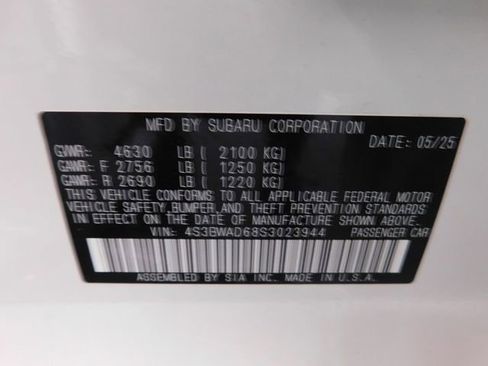 MFD BY SUBARU CORPORATION
DATE: 05/25
GVWR: 4630 LB ( 2100 KG)
GAWR: F 2756 LB ( 1250 KG)
GAWR: R 2690 LB ( 1220 KG)
THIS VEHICLE CONFORMS TO ALL APPLICABLE FEDERAL MOTOR
VEHICLE SAFETY, BUMPER, AND THEFT PREVENTION STANDARDS
IN EFFECT ON THE DATE OF MANUFACTURE SHOWN ABOVE.
VIN: 4S3BWAD68S3023944 PASSENGER CAR
ASSEMBLED BY SIA INC. MADE IN U.S.A.